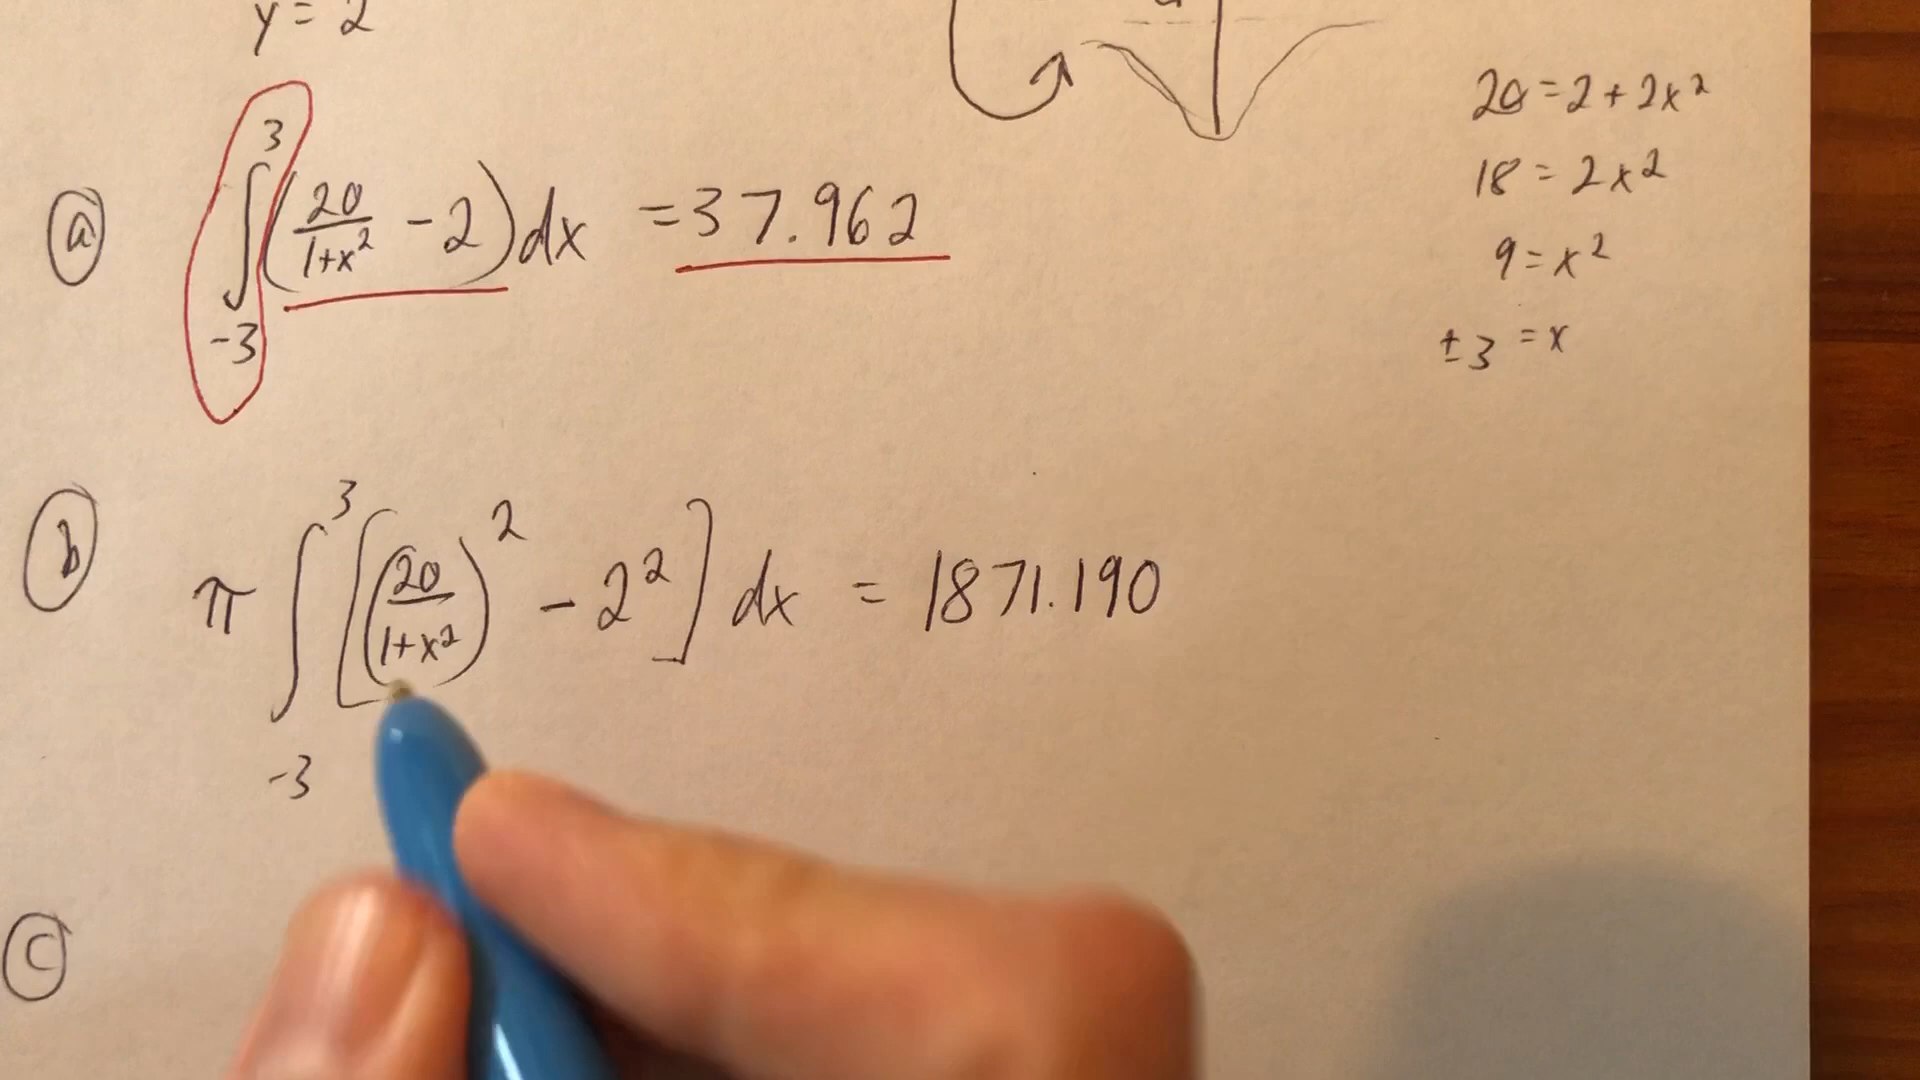 y = 2
20 = 2 + 2x²
18 = 2x²
9 = x²
±3 = x
ⓐ ∫₋₃³ (20/(1+x²) - 2) dx = 37.962
ⓑ π ∫₋₃³ [(20/(1+x²))² - 2²] dx = 1871.190
ⓒ